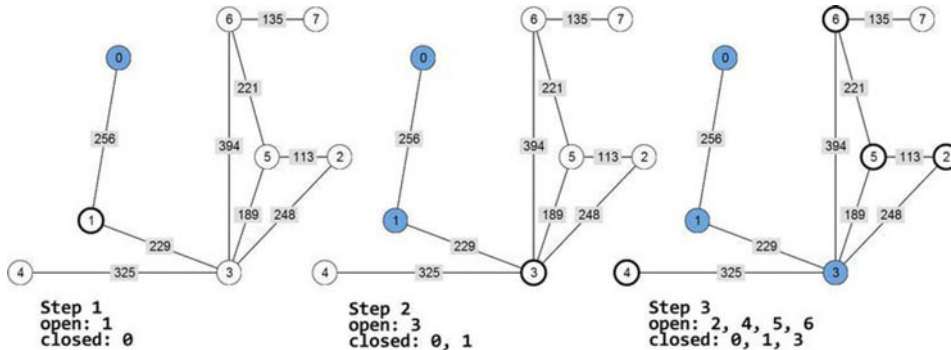 6 135 7
0
221
256
394
5 113 2
1
189 248
229
4 325 3
Step 1
open: 1
closed: 0
6 135 7
0
221
256
394
5 113 2
1
189 248
229
4 325 3
Step 2
open: 3
closed: 0, 1
6 135 7
0
221
256
394
5 113 2
1
189 248
229
4 325 3
Step 3
open: 2, 4, 5, 6
closed: 0, 1, 3